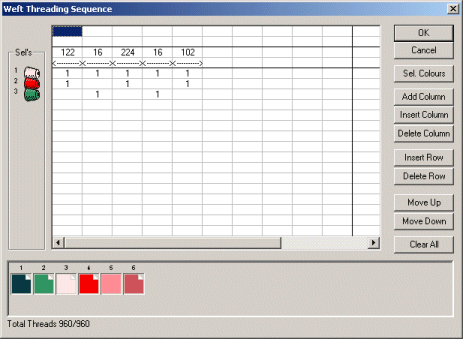 Weft Threading Sequence
OK
Cancel
Sel. Colours
Add Column
Insert Column
Delete Column
Insert Row
Delete Row
Move Up
Move Down
Clear All
Sel's
1
2
3
122 16 224 16 102
<---------><---------><---------><---------><--------->
1 1 1 1 1
1 1 1
1 1
1 2 3 4 5 6
Total Threads 960/960